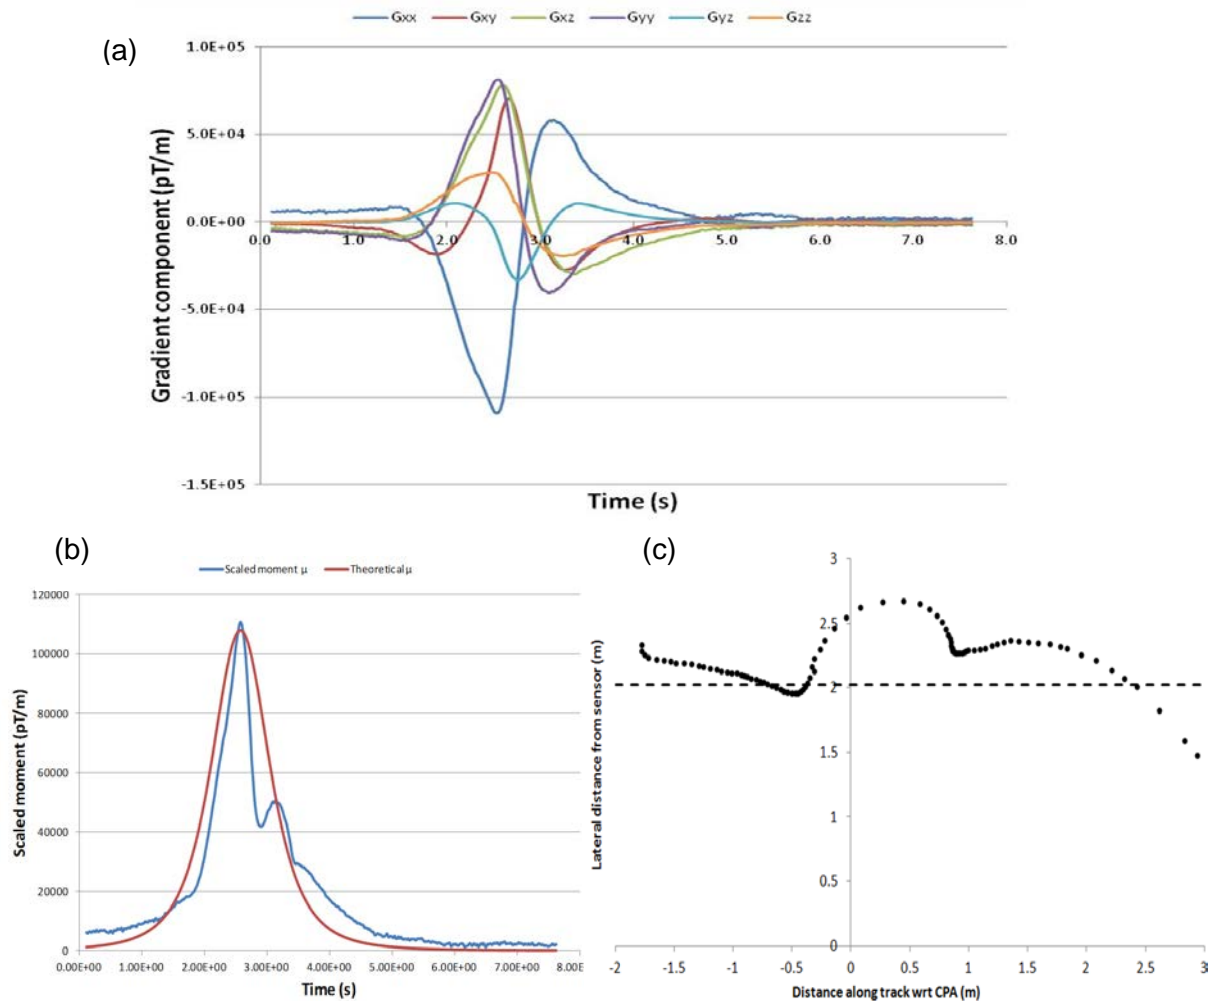 Gxx Gxy Gxz Gyy Gyz Gzz
(a)
1.0E+05
5.0E+04
0.0E+00
-5.0E+04
-1.0E+05
-1.5E+05
Gradient component (pT/m)
0.0 1.0 2.0 3.0 4.0 5.0 6.0 7.0 8.0
Time (s)
(b)
Scaled moment μ Theoretical μ
120000
100000
80000
60000
40000
20000
0
Scaled moment (pT/m)
0.00E+00 1.00E+00 2.00E+00 3.00E+00 4.00E+00 5.00E+00 6.00E+00 7.00E+00 8.00E+00
Time (s)
(c)
3
2.5
2
1.5
1
0.5
0
Lateral distance from sensor (m)
-2 -1.5 -1 -0.5 0 0.5 1 1.5 2 2.5 3
Distance along track wrt CPA (m)